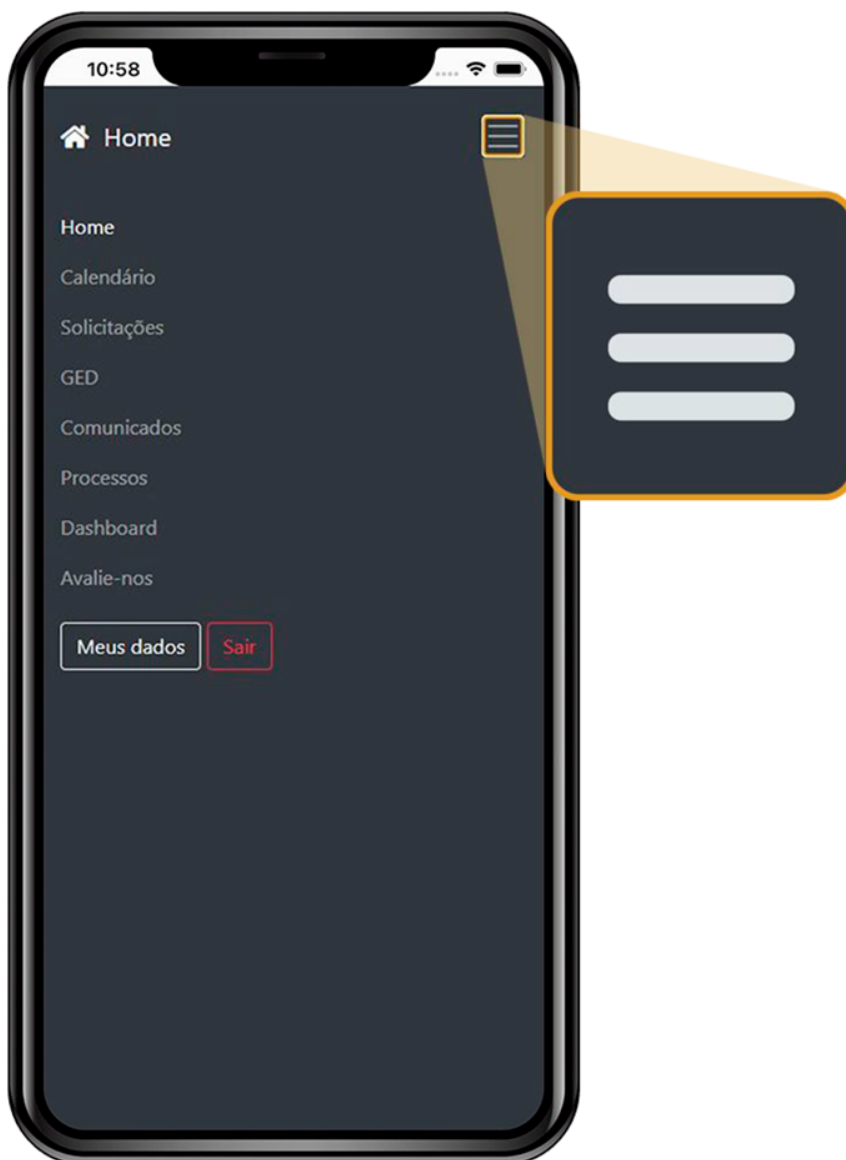 10:58
Home
Home
Calendário
Solicitações
GED
Comunicados
Processos
Dashboard
Avalie-nos
Meus dados Sair